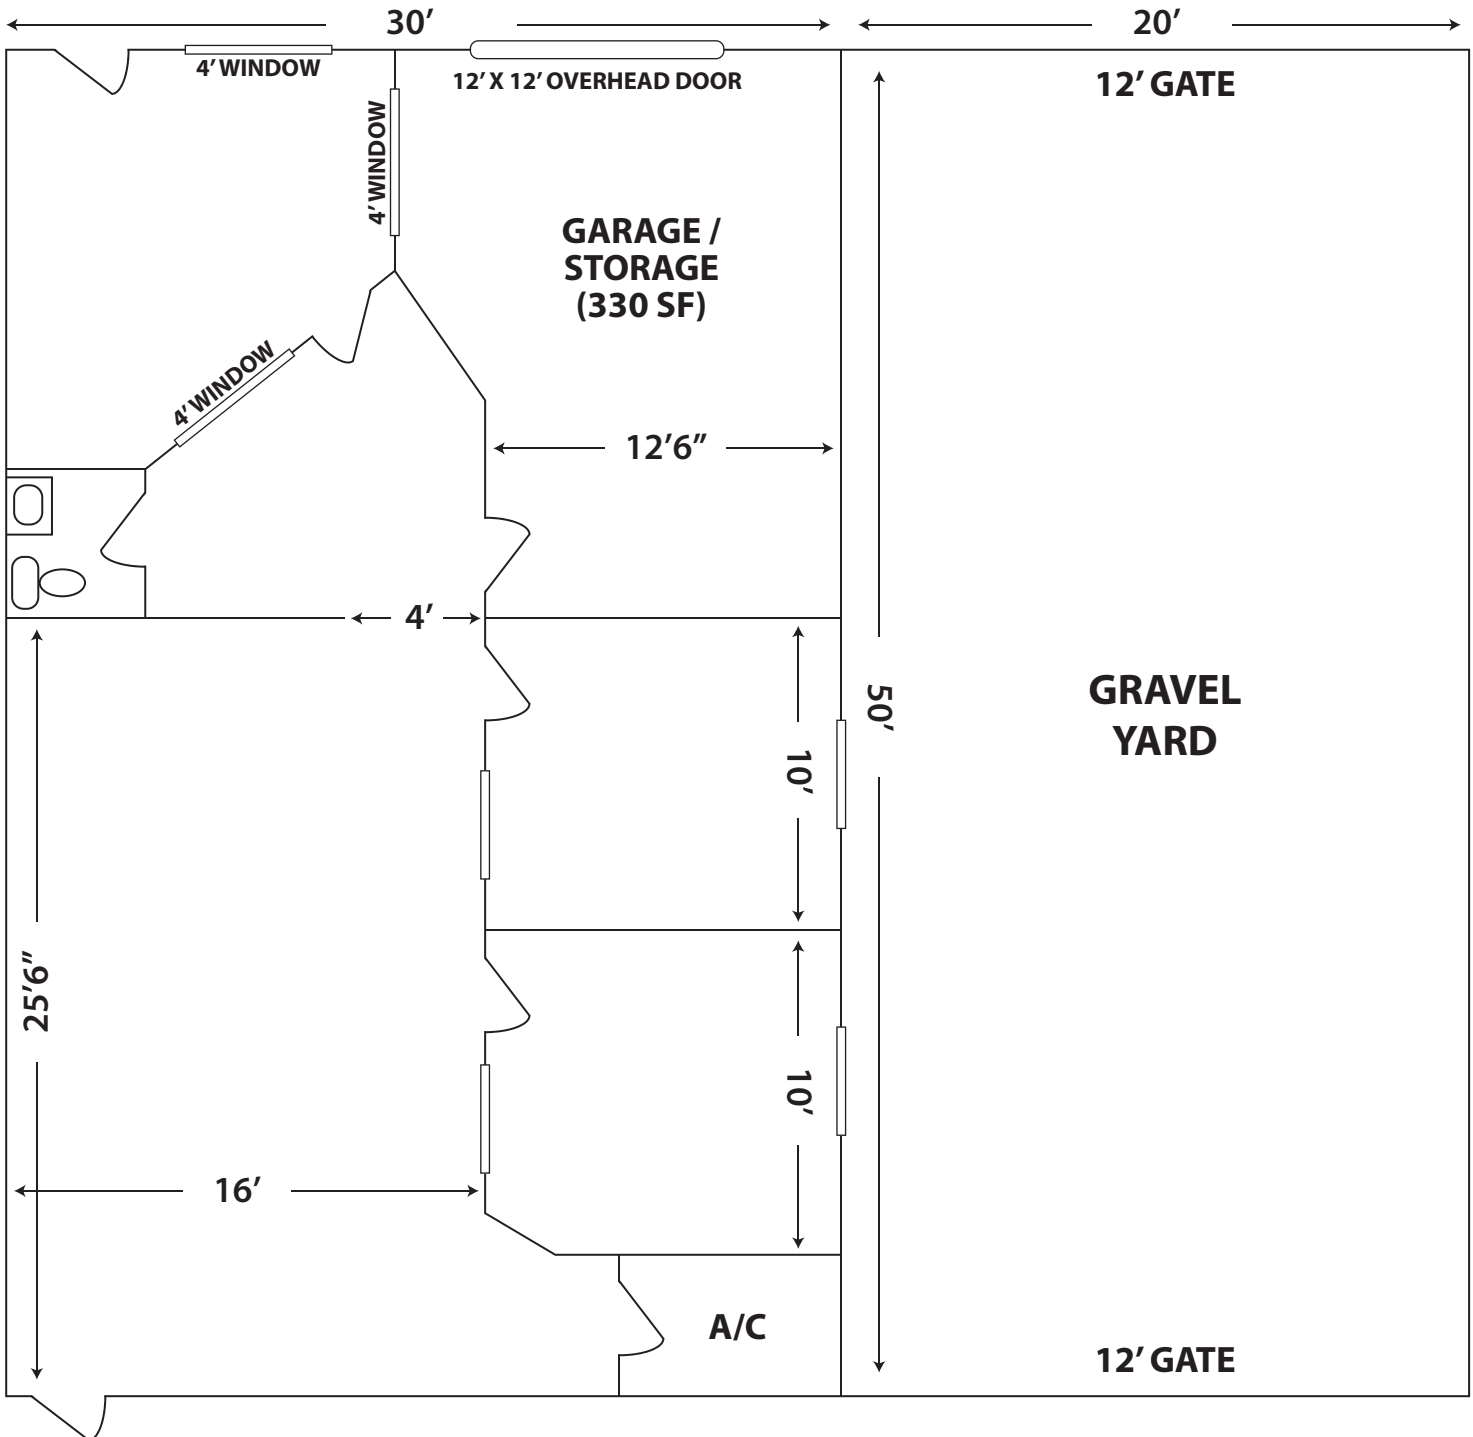 30’
20’
4’ WINDOW
12’ X 12’ OVERHEAD DOOR
12’ GATE
4’ WINDOW
GARAGE /
STORAGE
(330 SF)
4’ WINDOW
12’6”
4’
50’
GRAVEL
YARD
10’
25’6”
10’
16’
A/C
12’ GATE